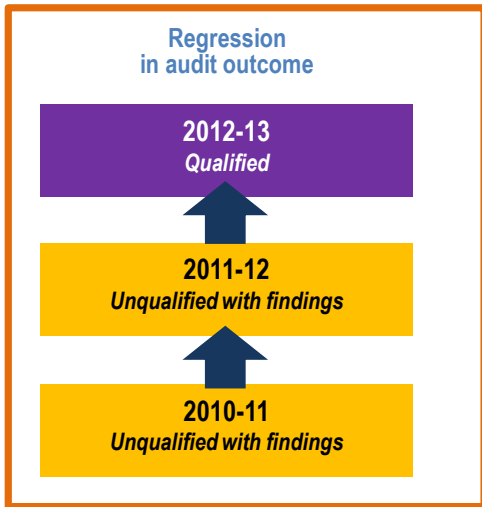 Regression
in audit outcome
2012-13
Qualified
2011-12
Unqualified with findings
2010-11
Unqualified with findings